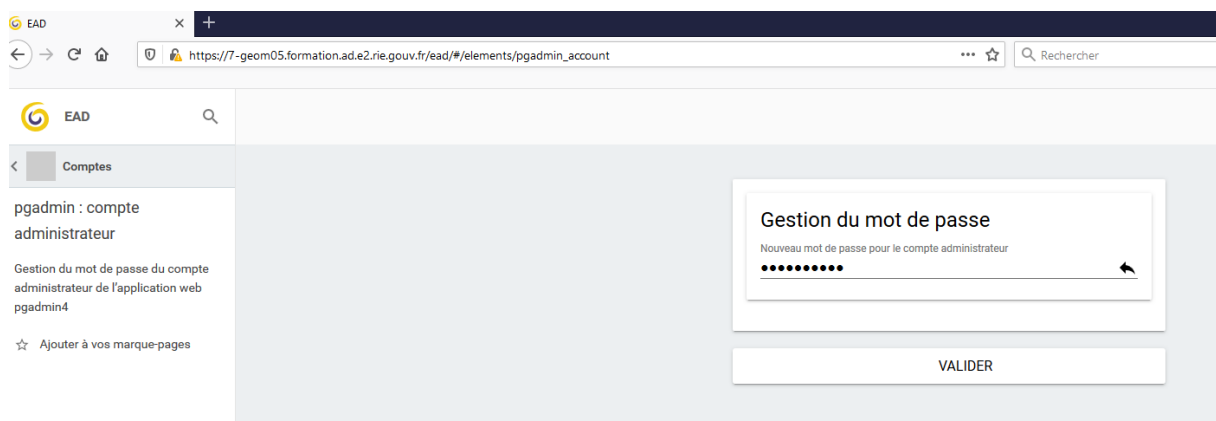 EAD
https://7-geom05.formation.ad.e2.rie.gouv.fr/ead/#/elements/pgadmin_account
Rechercher
EAD
Comptes
pgadmin : compte
administrateur
Gestion du mot de passe du compte
administrateur de l'application web
pgadmin4
Ajouter à vos marque-pages
Gestion du mot de passe
Nouveau mot de passe pour le compte administrateur
••••••••••
VALIDER